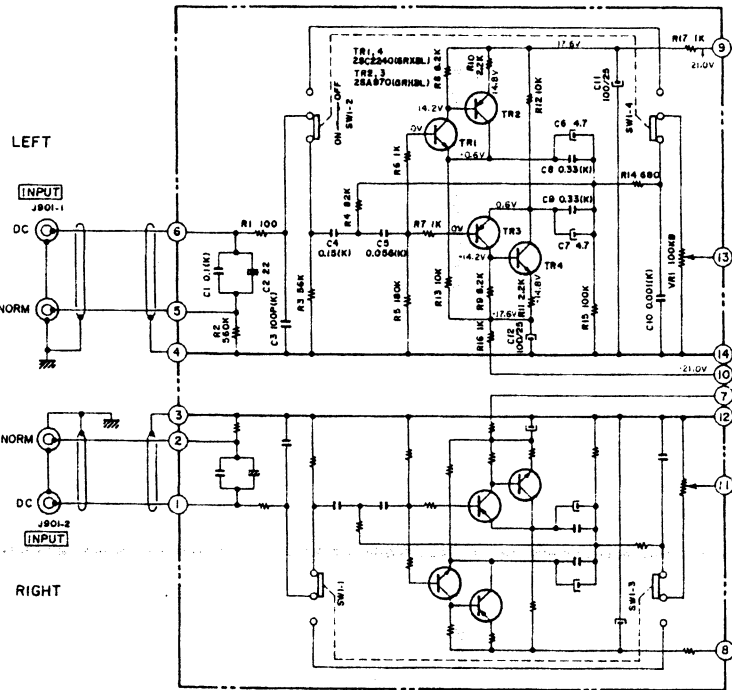 LEFT
INPUT
J901-1
DC
NORM
6
5
4
R1 100
C1 0.1(K)
C2 22
R2 560K
C3 100P(K)
R3 56K
ON
OFF
SW1-2
TR1, 4
2SC2240(GRXBL)
TR2, 3
2SA970(GRXBL)
R8 8.2K
R10 2.2K
14.8V
17.6V
R12 10K
14.2V
TR2
0V
TR1
-0.6V
R6 1K
R4 82K
C4 0.15(K)
C5 0.056(K)
R7 1K
0V
0.6V
TR3
-14.2V
TR4
R5 180K
R13 10K
R9 8.2K
R11 2.2K
-14.8V
-17.6V
R16 1K
C12 100/25
C6 4.7
C8 0.33(K)
C9 0.33(K)
C7 4.7
C11 100/25
SW1-4
R14 680
R15 100K
C10 0.001(K)
VR1 100KB
R17 1K
21.0V
9
13
14
-21.0V
10
7
12
11
8
3
2
1
NORM
DC
J901-2
INPUT
RIGHT
SW1-1
SW1-3